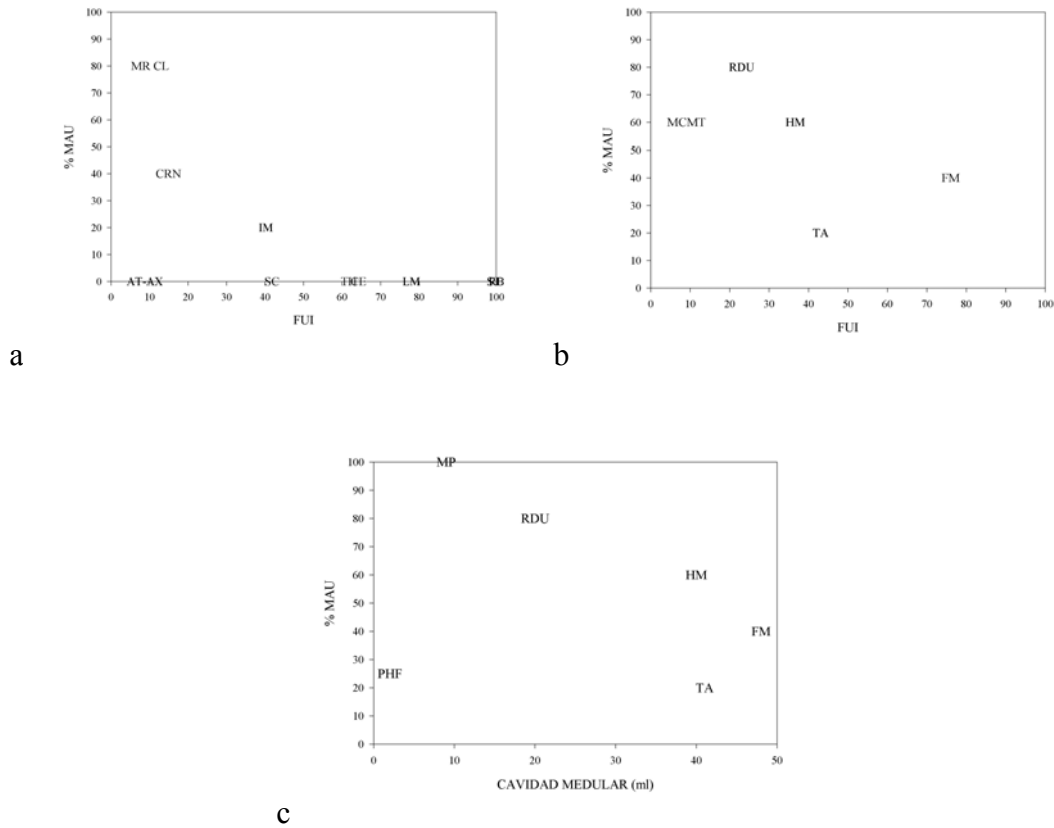 100
90
80
70
60
50
40
30
20
10
0
% MAU
MR CL
CRN
IM
AT-AX
SC
LM
0 10 20 30 40 50 60 70 80 90 100
FUI
a
100
90
80
70
60
50
40
30
20
10
0
% MAU
RDU
MCMT
HM
FM
TA
0 10 20 30 40 50 60 70 80 90 100
FUI
b
100
90
80
70
60
50
40
30
20
10
0
% MAU
MP
RDU
HM
FM
PHF
TA
0 10 20 30 40 50
CAVIDAD MEDULAR (ml)
c